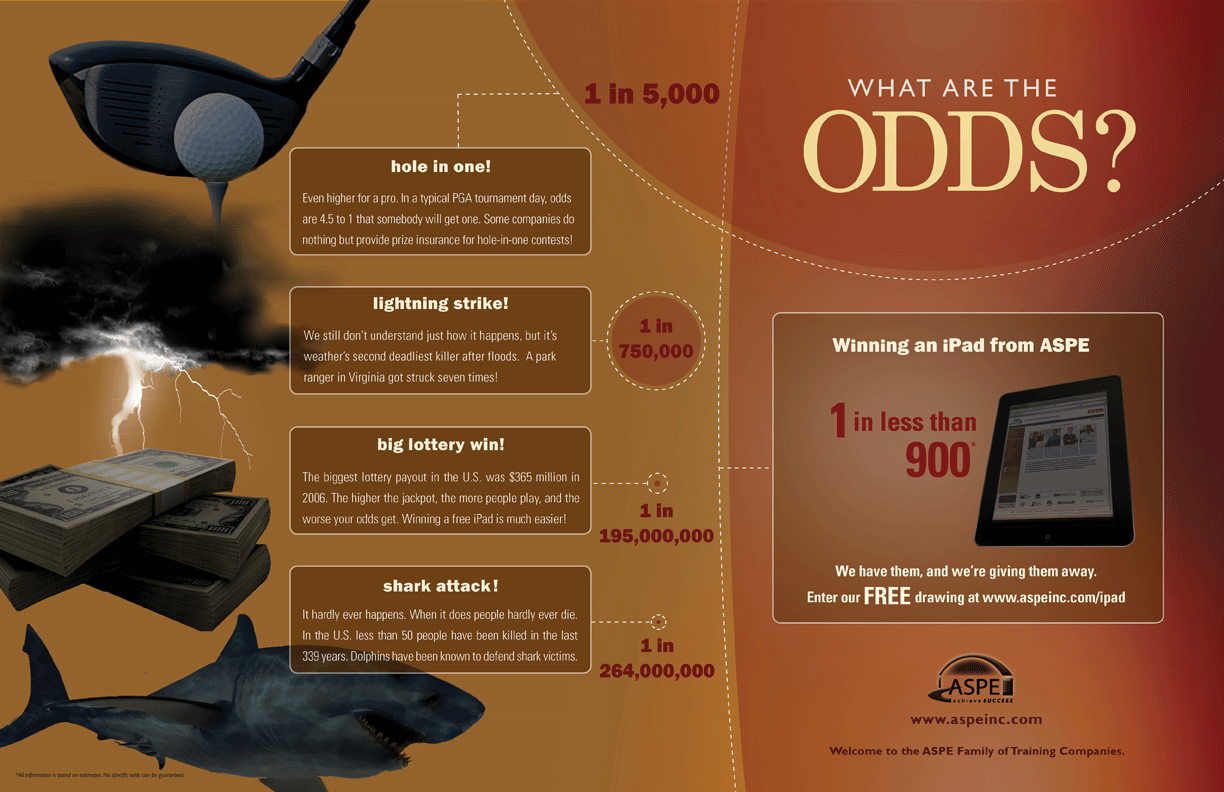 WHAT ARE THE
ODDS?
1 in 5,000
hole in one!
Even higher for a pro. In a typical PGA tournament day, odds
are 4.5 to 1 that somebody will get one. Some companies do
nothing but provide prize insurance for hole-in-one contests!
lightning strike!
We still don't understand just how it happens, but it's
weather's second deadliest killer after floods. A park
ranger in Virginia got struck seven times!
1 in
750,000
big lottery win!
The biggest lottery payout in the U.S. was $365 million in
2006. The higher the jackpot, the more people play, and the
worse your odds get. Winning a free iPad is much easier!
1 in
195,000,000
shark attack!
It hardly ever happens. When it does people hardly ever die.
In the U.S. less than 50 people have been killed in the last
339 years. Dolphins have been known to defend shark victims.
1 in
264,000,000
Winning an iPad from ASPE
1 in less than
900*
We have them, and we're giving them away.
Enter our FREE drawing at www.aspeinc.com/ipad
ASPE
achieve SUCCESS
www.aspeinc.com
Welcome to the ASPE Family of Training Companies.
*All information is based on estimates. No specific odds can be guaranteed.